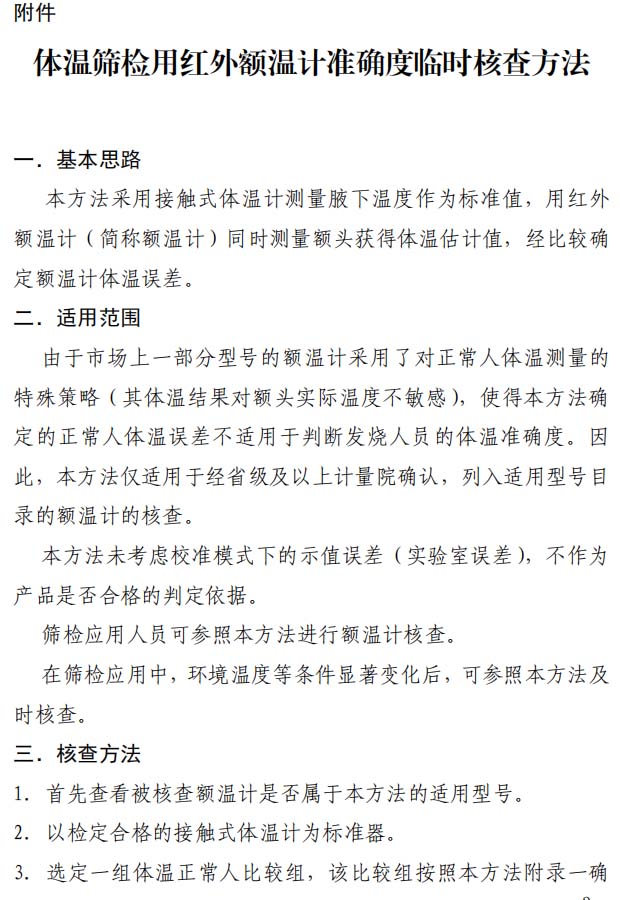 附件
体温筛检用红外额温计准确度临时核查方法
一．基本思路
本方法采用接触式体温计测量腋下温度作为标准值，用红外
额温计（简称额温计）同时测量额头获得体温估计值，经比较确
定额温计体温误差。
二．适用范围
由于市场上一部分型号的额温计采用了对正常人体温测量的
特殊策略（其体温结果对额头实际温度不敏感），使得本方法确
定的正常人体温误差不适用于判断发烧人员的体温准确度。因
此，本方法仅适用于经省级及以上计量院确认，列入适用型号目
录的额温计的核查。
本方法未考虑校准模式下的示值误差（实验室误差），不作为
产品是否合格的判定依据。
筛检应用人员可参照本方法进行额温计核查。
在筛检应用中，环境温度等条件显著变化后，可参照本方法及
时核查。
三．核查方法
1. 首先查看被核查额温计是否属于本方法的适用型号。
2. 以检定合格的接触式体温计为标准器。
3. 选定一组体温正常人比较组，该比较组按照本方法附录一确